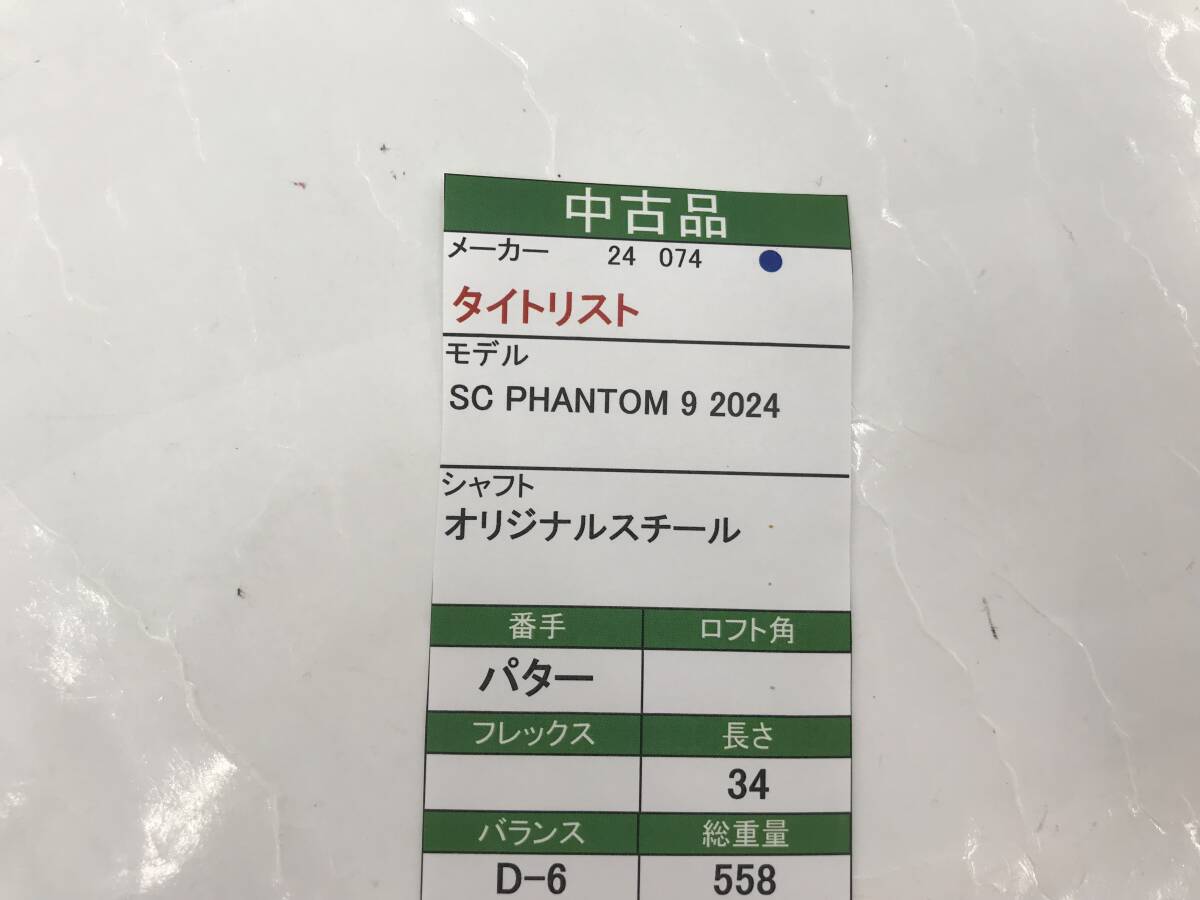 中古品
メーカー 24 074
タイトリスト
モデル
SC PHANTOM 9 2024
シャフト
オリジナルスチール
番手 ロフト角
パター
フレックス 長さ
34
バランス 総重量
D-6 558